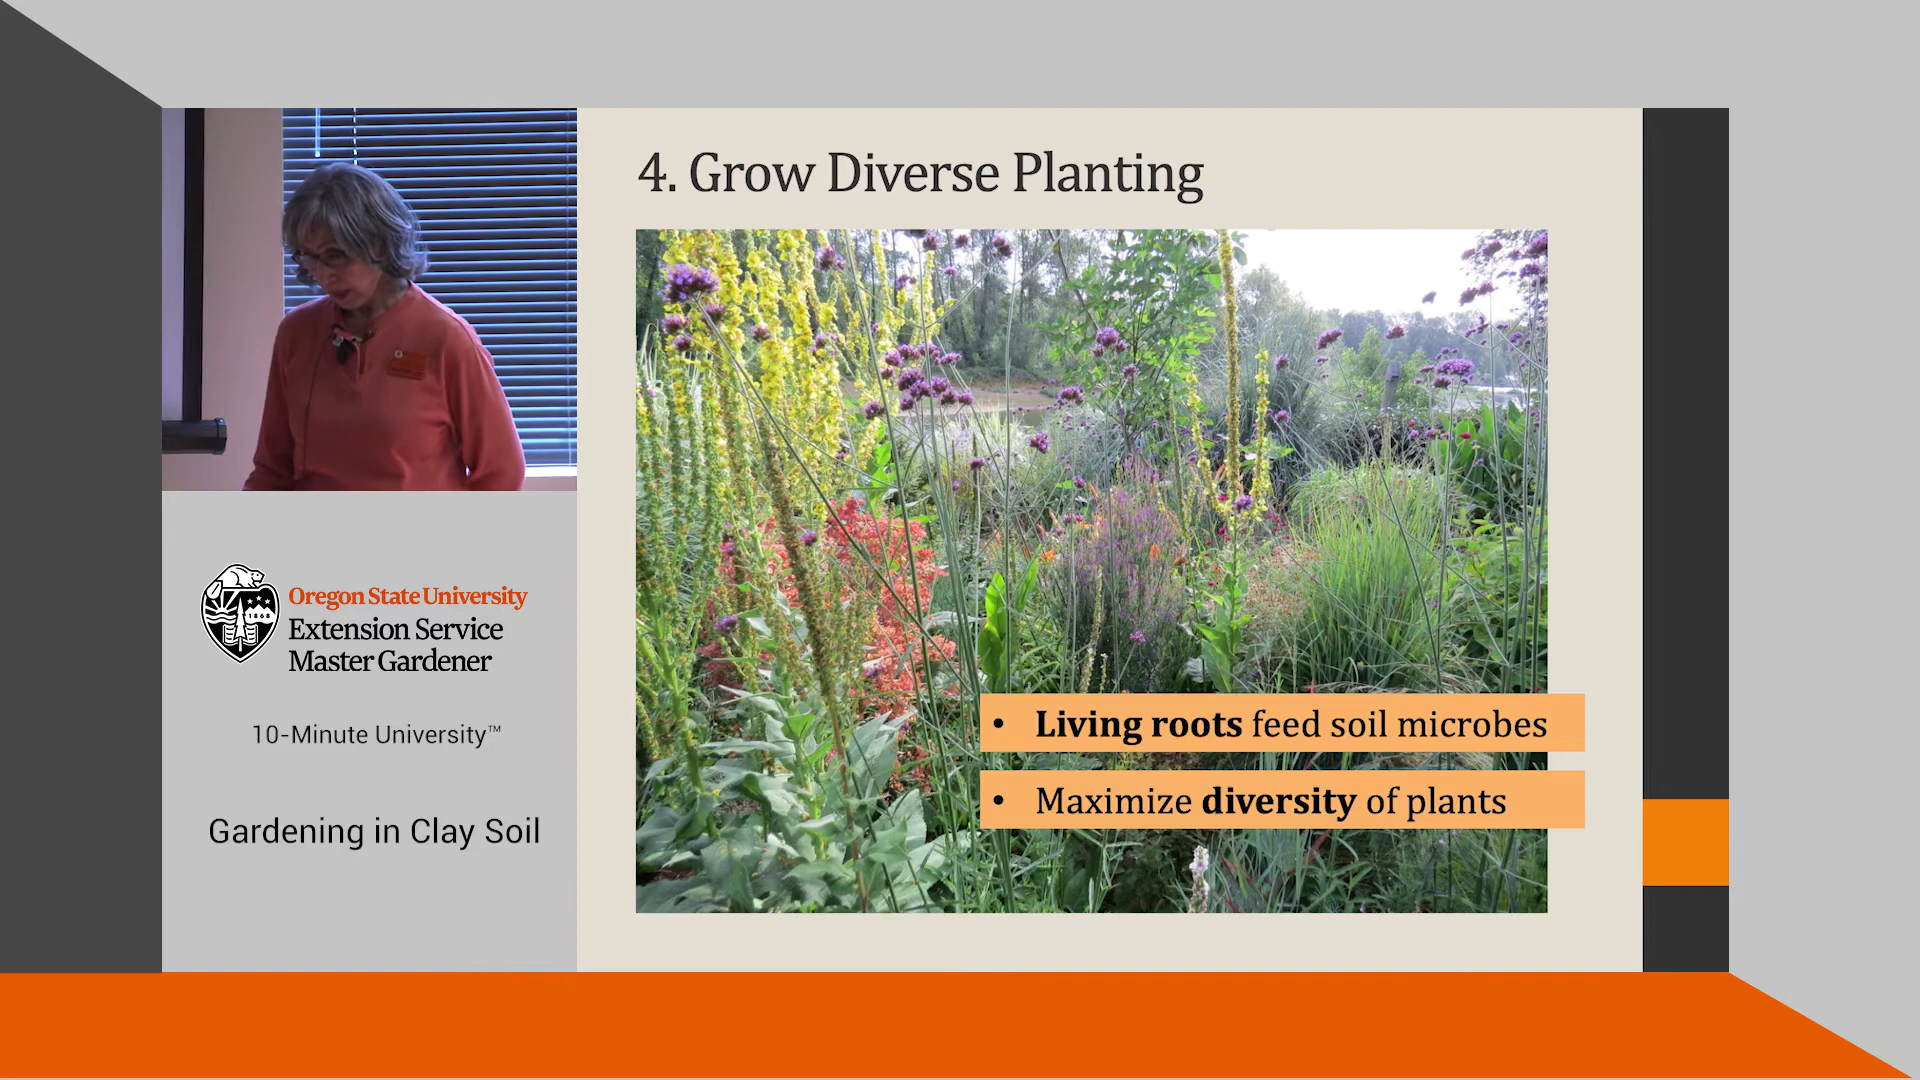 4. Grow Diverse Planting
• Living roots feed soil microbes
• Maximize diversity of plants
Oregon State University
Extension Service
Master Gardener
10-Minute University™
Gardening in Clay Soil